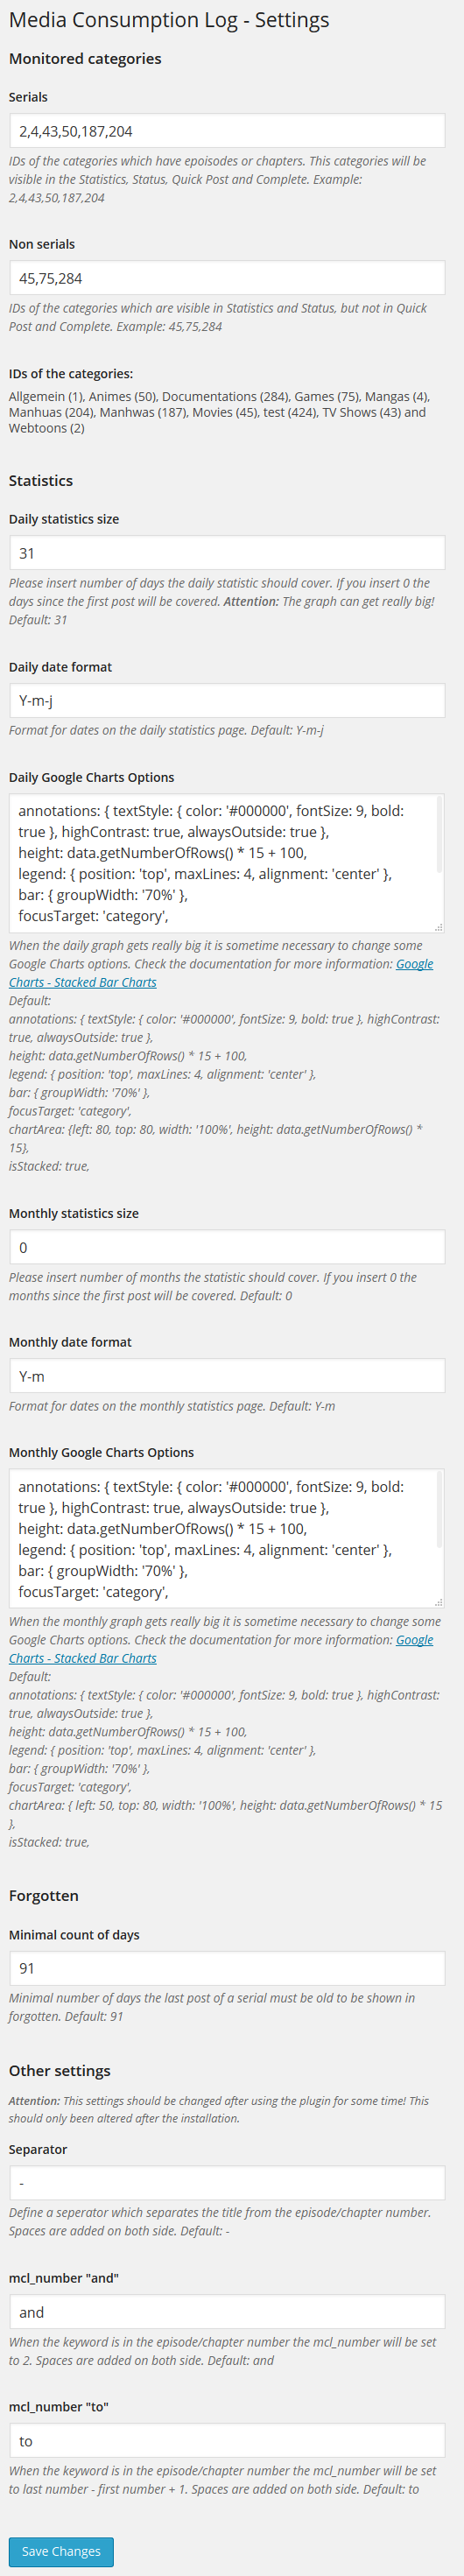 Media Consumption Log - Settings
Monitored categories
Serials
2,4,43,50,187,204
IDs of the categories which have epoisodes or chapters. This categories will be
visible in the Statistics, Status, Quick Post and Complete. Example:
2,4,43,50,187,204
Non serials
45,75,284
IDs of the categories which are visible in Statistics and Status, but not in Quick
Post and Complete. Example: 45,75,284
IDs of the categories:
Allgemein (1), Animes (50), Documentations (284), Games (75), Mangas (4),
Manhuas (204), Manhwas (187), Movies (45), test (424), TV Shows (43) and
Webtoons (2)
Statistics
Daily statistics size
31
Please insert number of days the daily statistic should cover. If you insert 0 the
days since the first post will be covered. Attention: The graph can get really big!
Default: 31
Daily date format
Y-m-j
Format for dates on the daily statistics page. Default: Y-m-j
Daily Google Charts Options
annotations: { textStyle: { color: '#000000', fontSize: 9, bold:
true }, highContrast: true, alwaysOutside: true },
height: data.getNumberOfRows() * 15 + 100,
legend: { position: 'top', maxLines: 4, alignment: 'center' },
bar: { groupWidth: '70%' },
focusTarget: 'category',
When the daily graph gets really big it is sometime necessary to change some
Google Charts options. Check the documentation for more information: Google
Charts - Stacked Bar Charts
Default:
annotations: { textStyle: { color: '#000000', fontSize: 9, bold: true }, highContrast:
true, alwaysOutside: true },
height: data.getNumberOfRows() * 15 + 100,
legend: { position: 'top', maxLines: 4, alignment: 'center' },
bar: { groupWidth: '70%' },
focusTarget: 'category',
chartArea: {left: 80, top: 80, width: '100%', height: data.getNumberOfRows() *
15},
isStacked: true,
Monthly statistics size
0
Please insert number of months the statistic should cover. If you insert 0 the
months since the first post will be covered. Default: 0
Monthly date format
Y-m
Format for dates on the monthly statistics page. Default: Y-m
Monthly Google Charts Options
annotations: { textStyle: { color: '#000000', fontSize: 9, bold:
true }, highContrast: true, alwaysOutside: true },
height: data.getNumberOfRows() * 15 + 100,
legend: { position: 'top', maxLines: 4, alignment: 'center' },
bar: { groupWidth: '70%' },
focusTarget: 'category',
When the monthly graph gets really big it is sometime necessary to change some
Google Charts options. Check the documentation for more information: Google
Charts - Stacked Bar Charts
Default:
annotations: { textStyle: { color: '#000000', fontSize: 9, bold: true }, highContrast:
true, alwaysOutside: true },
height: data.getNumberOfRows() * 15 + 100,
legend: { position: 'top', maxLines: 4, alignment: 'center' },
bar: { groupWidth: '70%' },
focusTarget: 'category',
chartArea: { left: 50, top: 80, width: '100%', height: data.getNumberOfRows() * 15
},
isStacked: true,
Forgotten
Minimal count of days
91
Minimal number of days the last post of a serial must be old to be shown in
forgotten. Default: 91
Other settings
Attention: This settings should be changed after using the plugin for some time! This
should only been altered after the installation.
Separator
-
Define a seperator which separates the title from the episode/chapter number.
Spaces are added on both side. Default: -
mcl_number "and"
and
When the keyword is in the episode/chapter number the mcl_number will be set
to 2. Spaces are added on both side. Default: and
mcl_number "to"
to
When the keyword is in the episode/chapter number the mcl_number will be set
to last number - first number + 1. Spaces are added on both side. Default: to
Save Changes